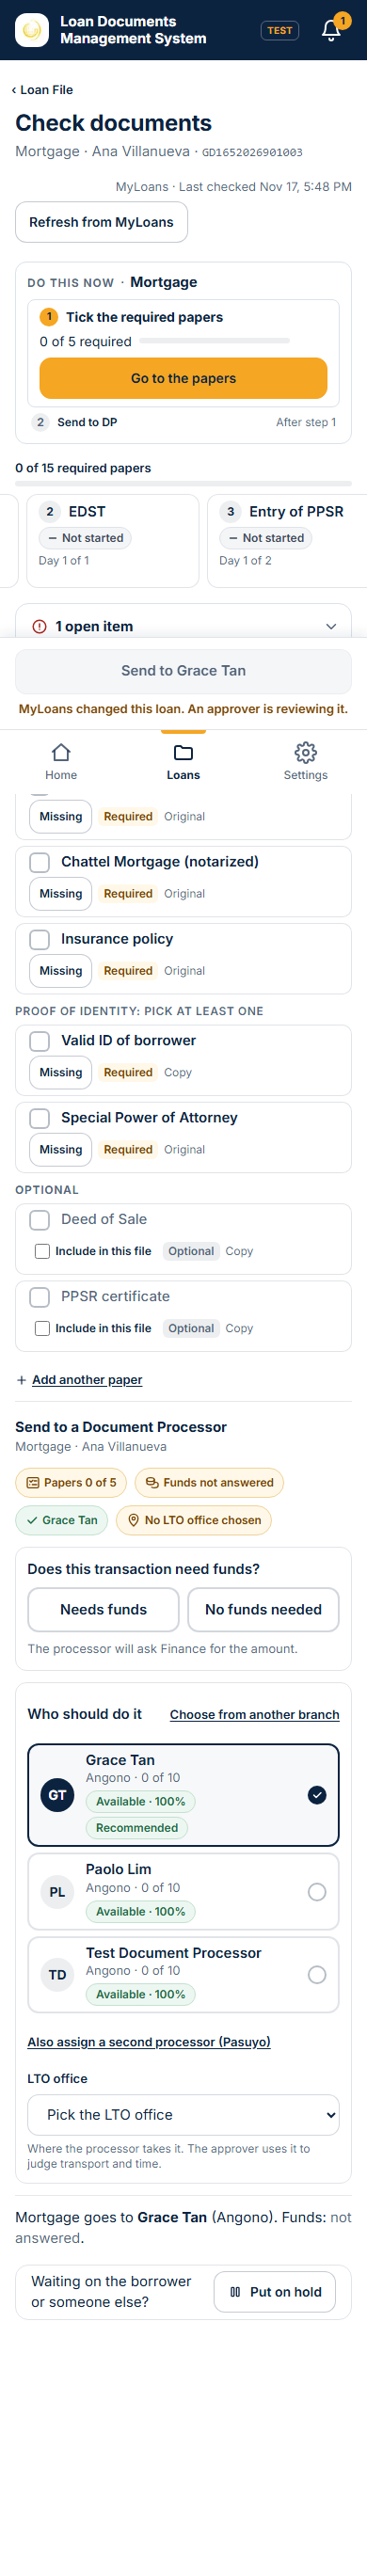 Loan Documents
Management System
TEST
1
‹ Loan File
Check documents
Mortgage · Ana Villanueva · GD1652026901003
MyLoans · Last checked Nov 17, 5:48 PM
Refresh from MyLoans
DO THIS NOW · Mortgage
1 Tick the required papers
0 of 5 required
Go to the papers
2 Send to DP After step 1
0 of 15 required papers
2 EDST
– Not started
Day 1 of 1
3 Entry of PPSR
– Not started
Day 1 of 2
1 open item
Send to Grace Tan
MyLoans changed this loan. An approver is reviewing it.
Home Loans Settings
Missing Required Original
Chattel Mortgage (notarized)
Missing Required Original
Insurance policy
Missing Required Original
PROOF OF IDENTITY: PICK AT LEAST ONE
Valid ID of borrower
Missing Required Copy
Special Power of Attorney
Missing Required Original
OPTIONAL
Deed of Sale
Include in this file Optional Copy
PPSR certificate
Include in this file Optional Copy
+ Add another paper
Send to a Document Processor
Mortgage · Ana Villanueva
Papers 0 of 5 Funds not answered
Grace Tan No LTO office chosen
Does this transaction need funds?
Needs funds No funds needed
The processor will ask Finance for the amount.
Who should do it Choose from another branch
GT
Grace Tan
Angono · 0 of 10
Available · 100%
Recommended
PL
Paolo Lim
Angono · 0 of 10
Available · 100%
TD
Test Document Processor
Angono · 0 of 10
Available · 100%
Also assign a second processor (Pasuyo)
LTO office
Pick the LTO office
Where the processor takes it. The approver uses it to
judge transport and time.
Mortgage goes to Grace Tan (Angono). Funds: not
answered.
Waiting on the borrower
or someone else?
Put on hold